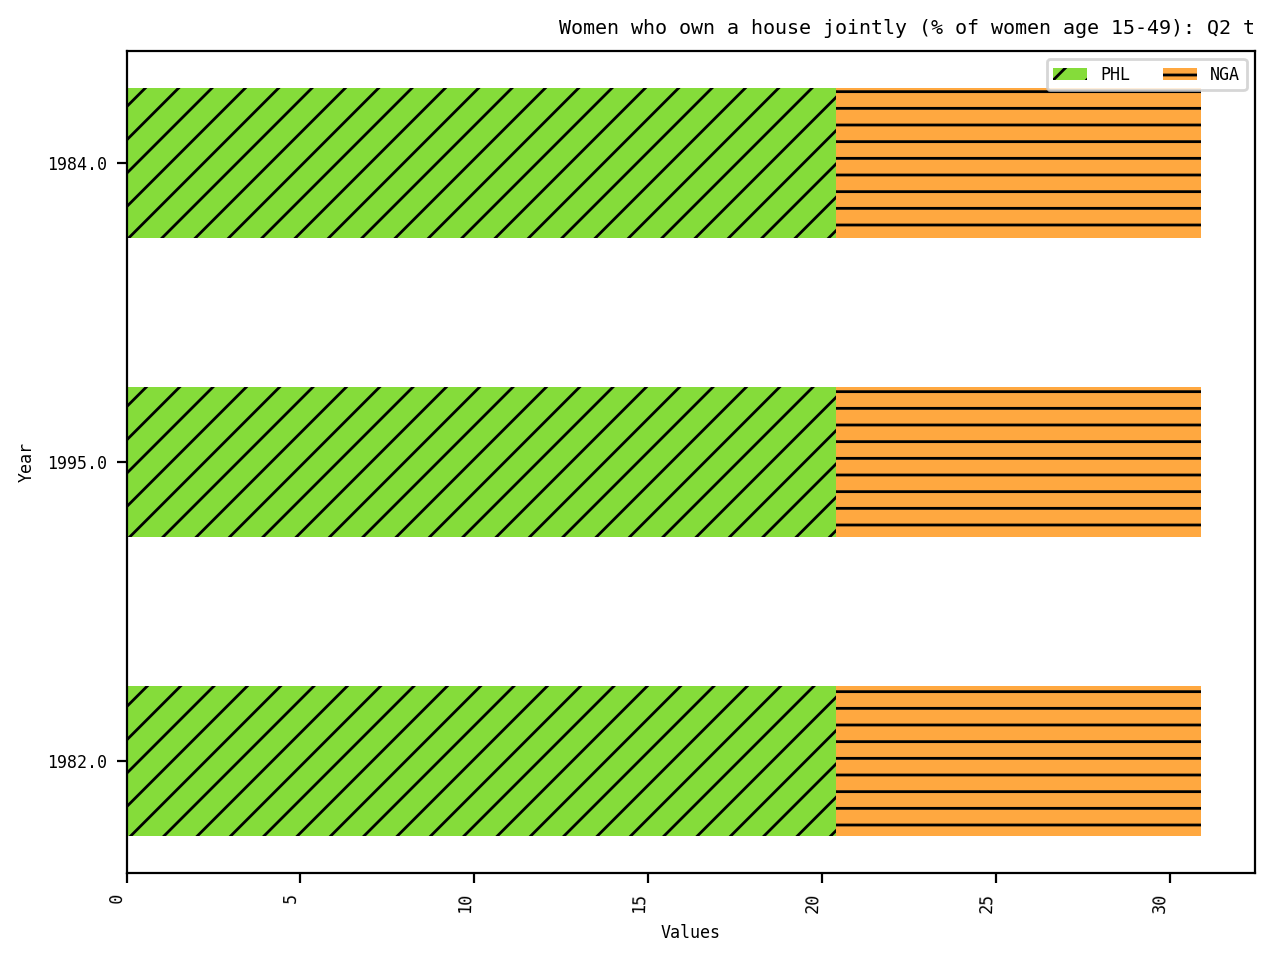 Women who own a house jointly (% of women age 15-49): Q2 t
PHL NGA
1984.0
1995.0
1982.0
Year
0 5 10 15 20 25 30
Values